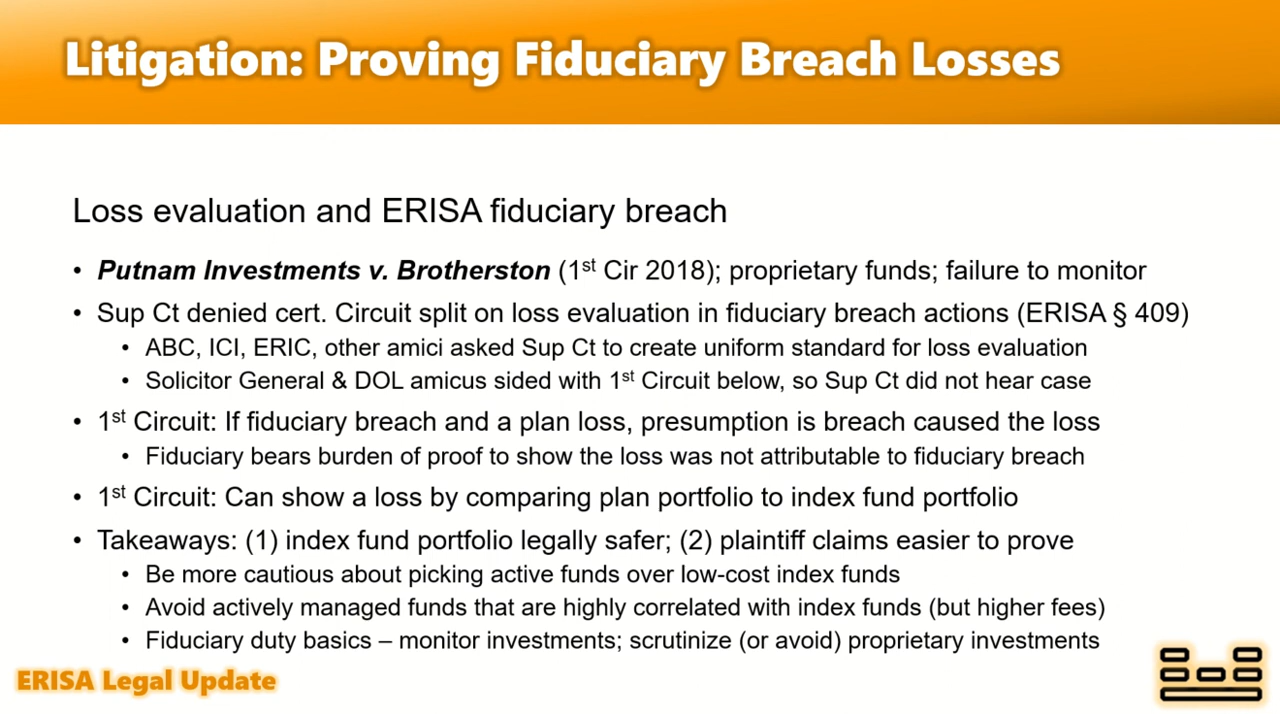 Litigation: Proving Fiduciary Breach Losses
Loss evaluation and ERISA fiduciary breach
• Putnam Investments v. Brotherston (1st Cir 2018); proprietary funds; failure to monitor
• Sup Ct denied cert. Circuit split on loss evaluation in fiduciary breach actions (ERISA § 409)
• ABC, ICI, ERIC, other amici asked Sup Ct to create uniform standard for loss evaluation
• Solicitor General & DOL amicus sided with 1st Circuit below, so Sup Ct did not hear case
• 1st Circuit: If fiduciary breach and a plan loss, presumption is breach caused the loss
• Fiduciary bears burden of proof to show the loss was not attributable to fiduciary breach
• 1st Circuit: Can show a loss by comparing plan portfolio to index fund portfolio
• Takeaways: (1) index fund portfolio legally safer; (2) plaintiff claims easier to prove
• Be more cautious about picking active funds over low-cost index funds
• Avoid actively managed funds that are highly correlated with index funds (but higher fees)
• Fiduciary duty basics – monitor investments; scrutinize (or avoid) proprietary investments
ERISA Legal Update